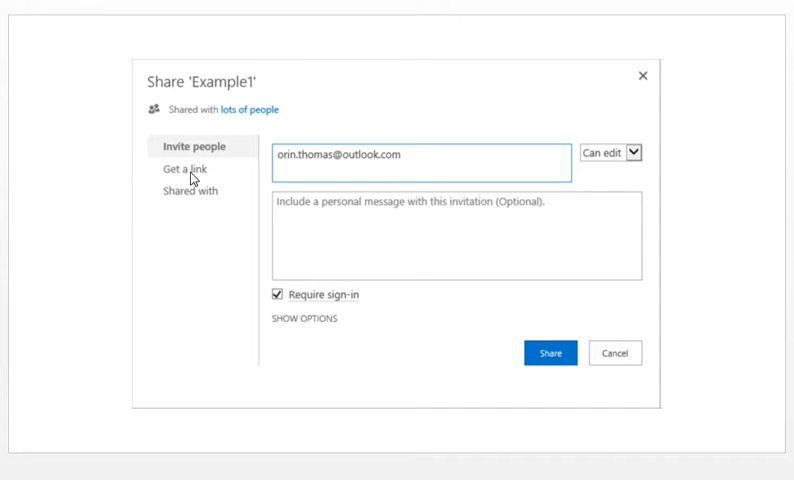 Share 'Example1'
Shared with lots of people
Invite people
Get a link
Shared with
orin.thomas@outlook.com
Can edit
Include a personal message with this invitation (Optional).
Require sign-in
SHOW OPTIONS
Share
Cancel